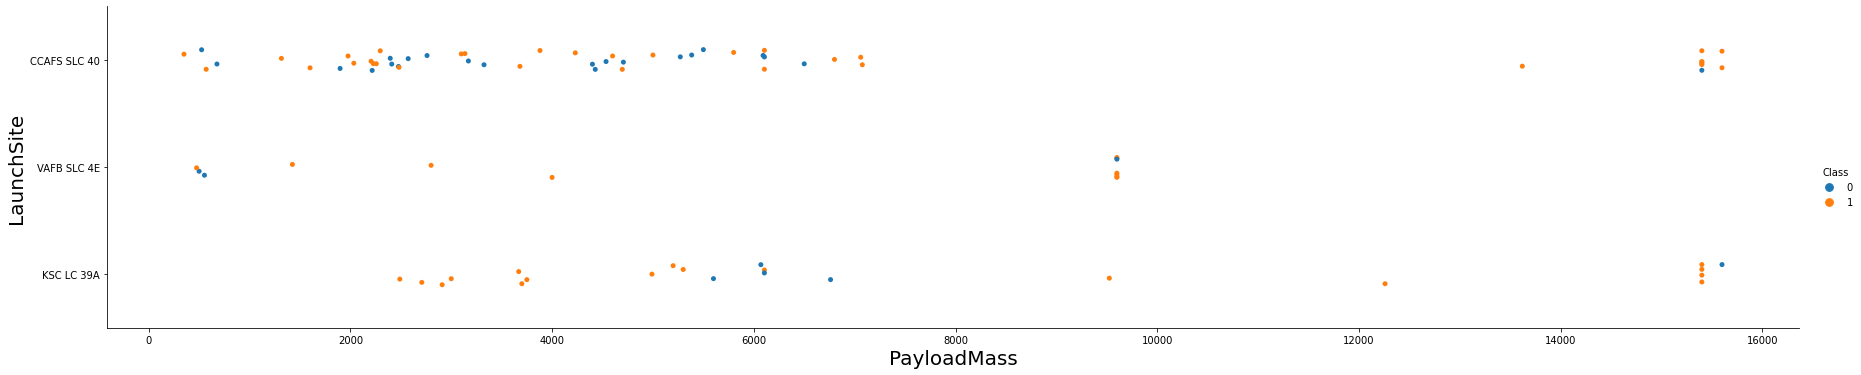 LaunchSite
CCAFS SLC 40
VAFB SLC 4E
KSC LC 39A
0 2000 4000 6000 8000 10000 12000 14000 16000
PayloadMass
Class
0
1